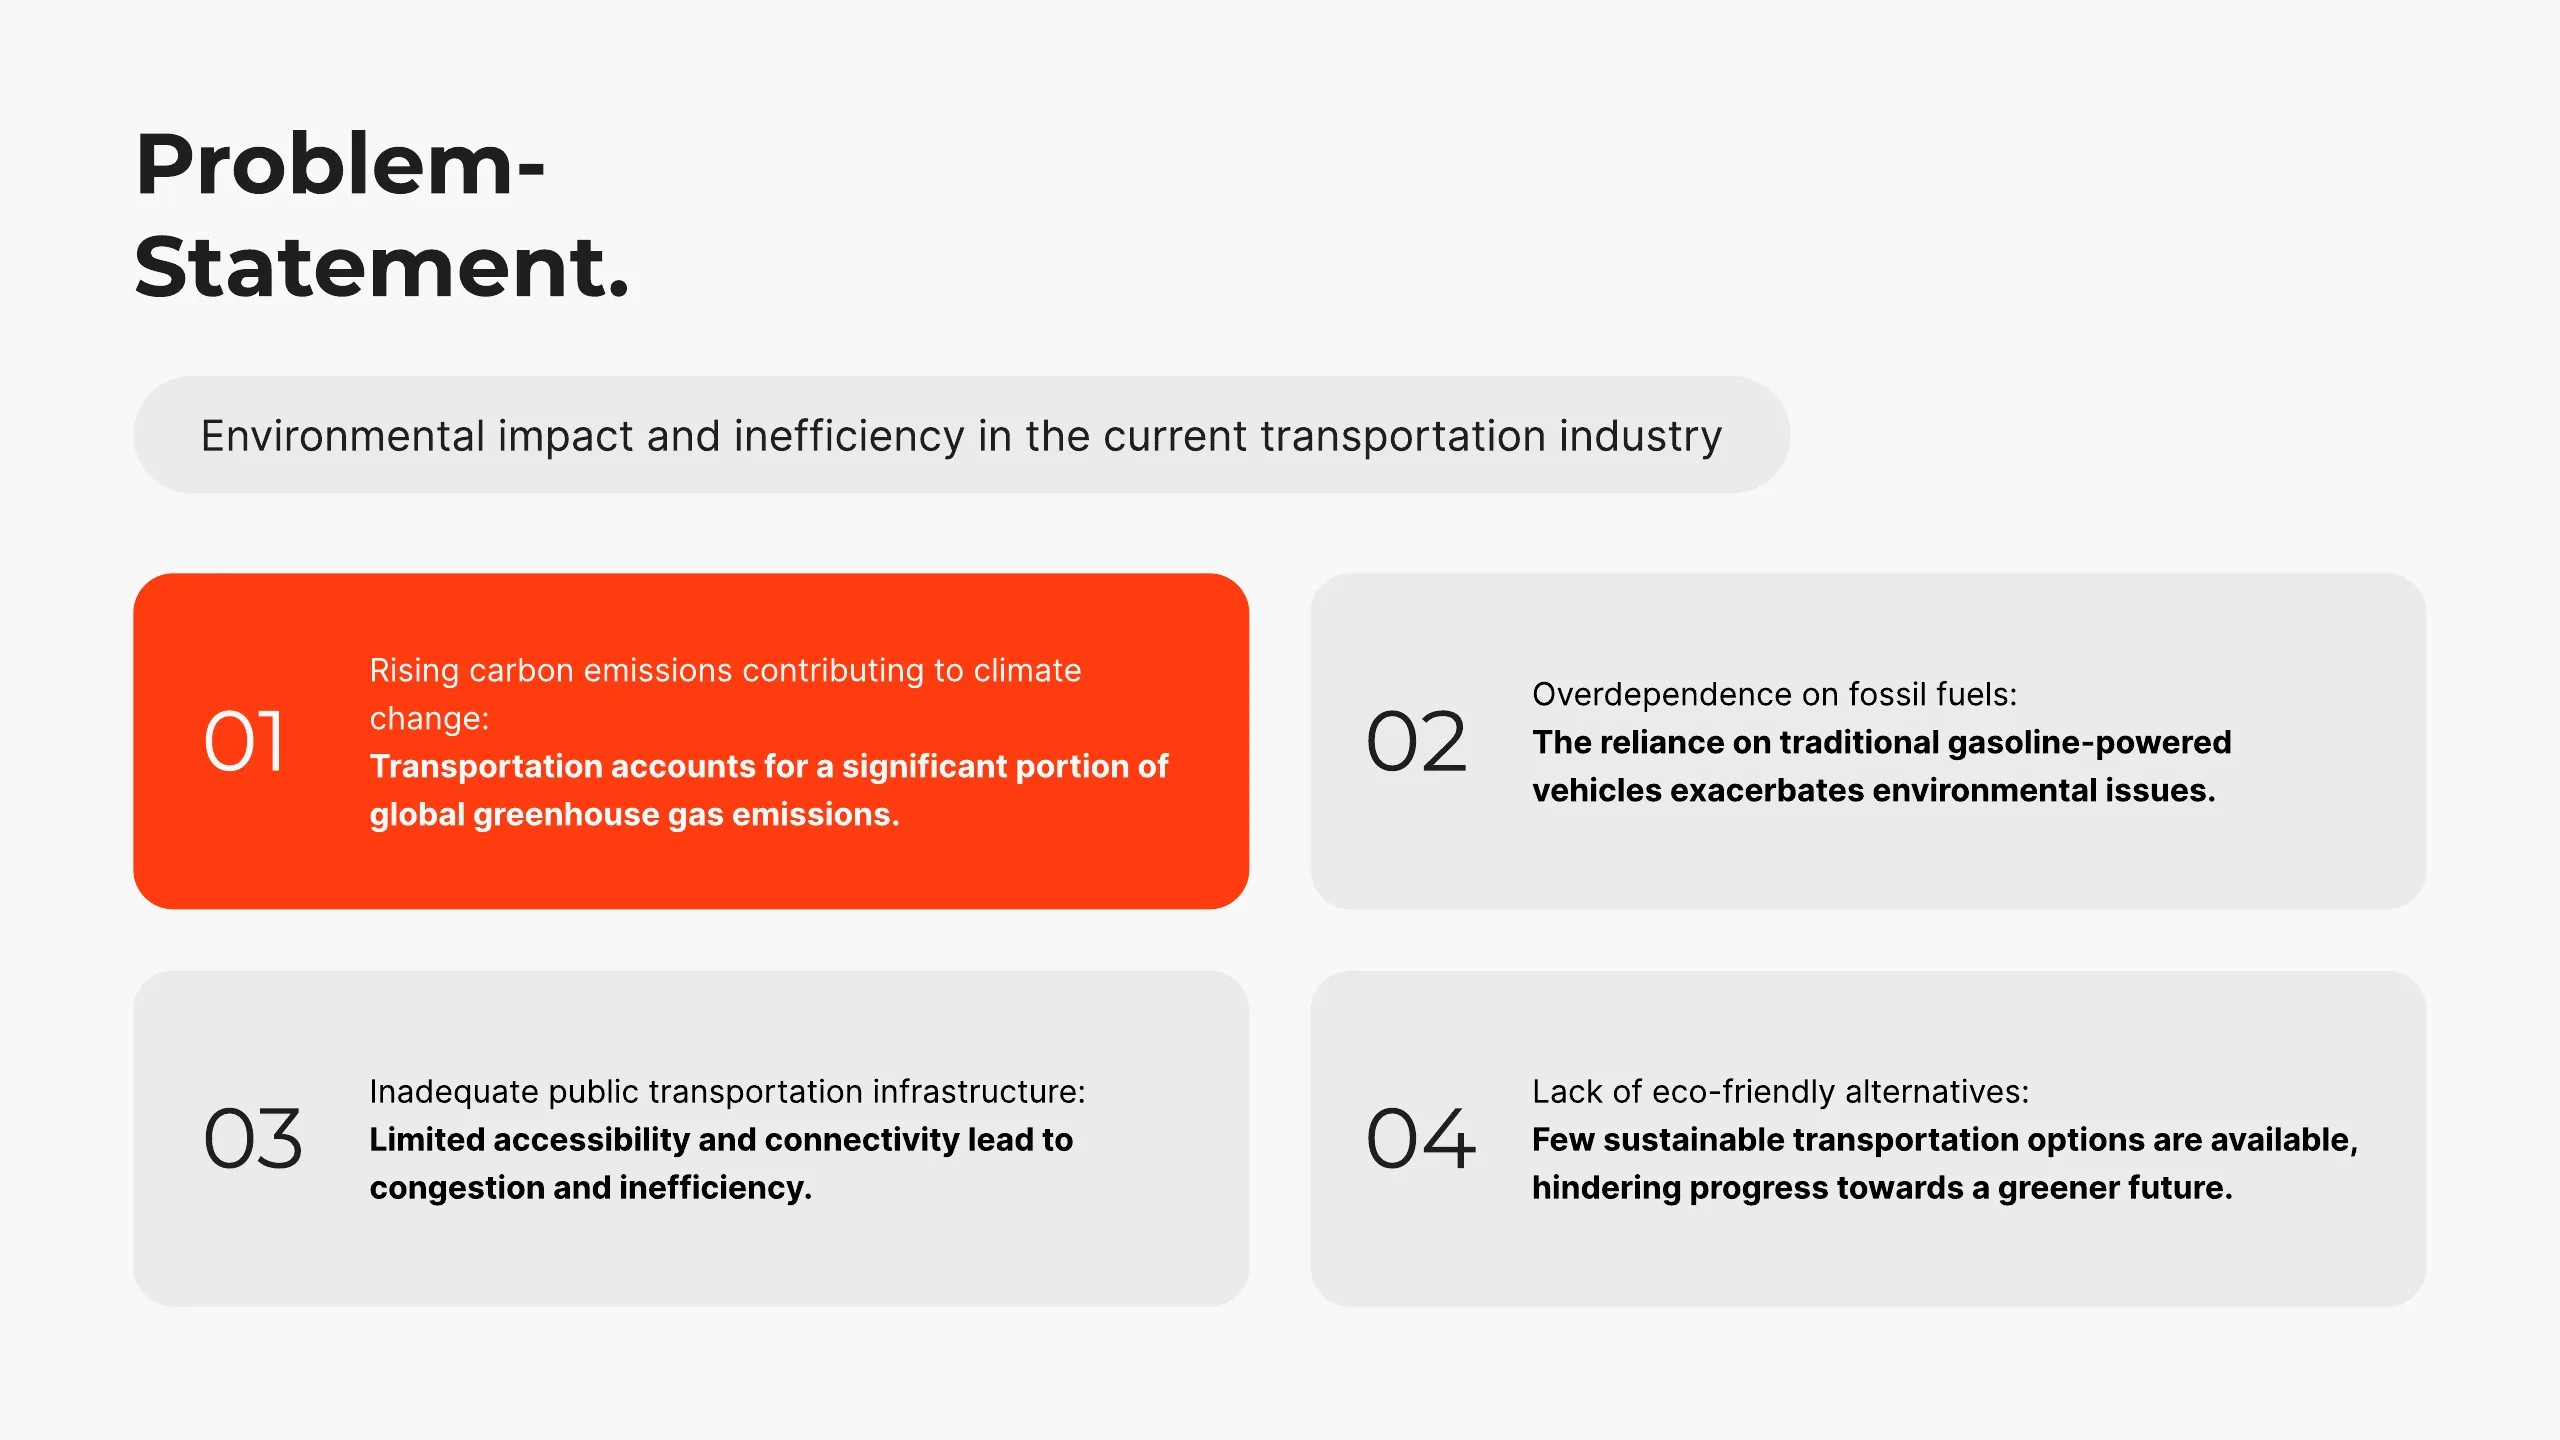 Problem-
Statement.
Environmental impact and inefficiency in the current transportation industry
01
Rising carbon emissions contributing to climate
change:
Transportation accounts for a significant portion of
global greenhouse gas emissions.
02
Overdependence on fossil fuels:
The reliance on traditional gasoline-powered
vehicles exacerbates environmental issues.
03
Inadequate public transportation infrastructure:
Limited accessibility and connectivity lead to
congestion and inefficiency.
04
Lack of eco-friendly alternatives:
Few sustainable transportation options are available,
hindering progress towards a greener future.